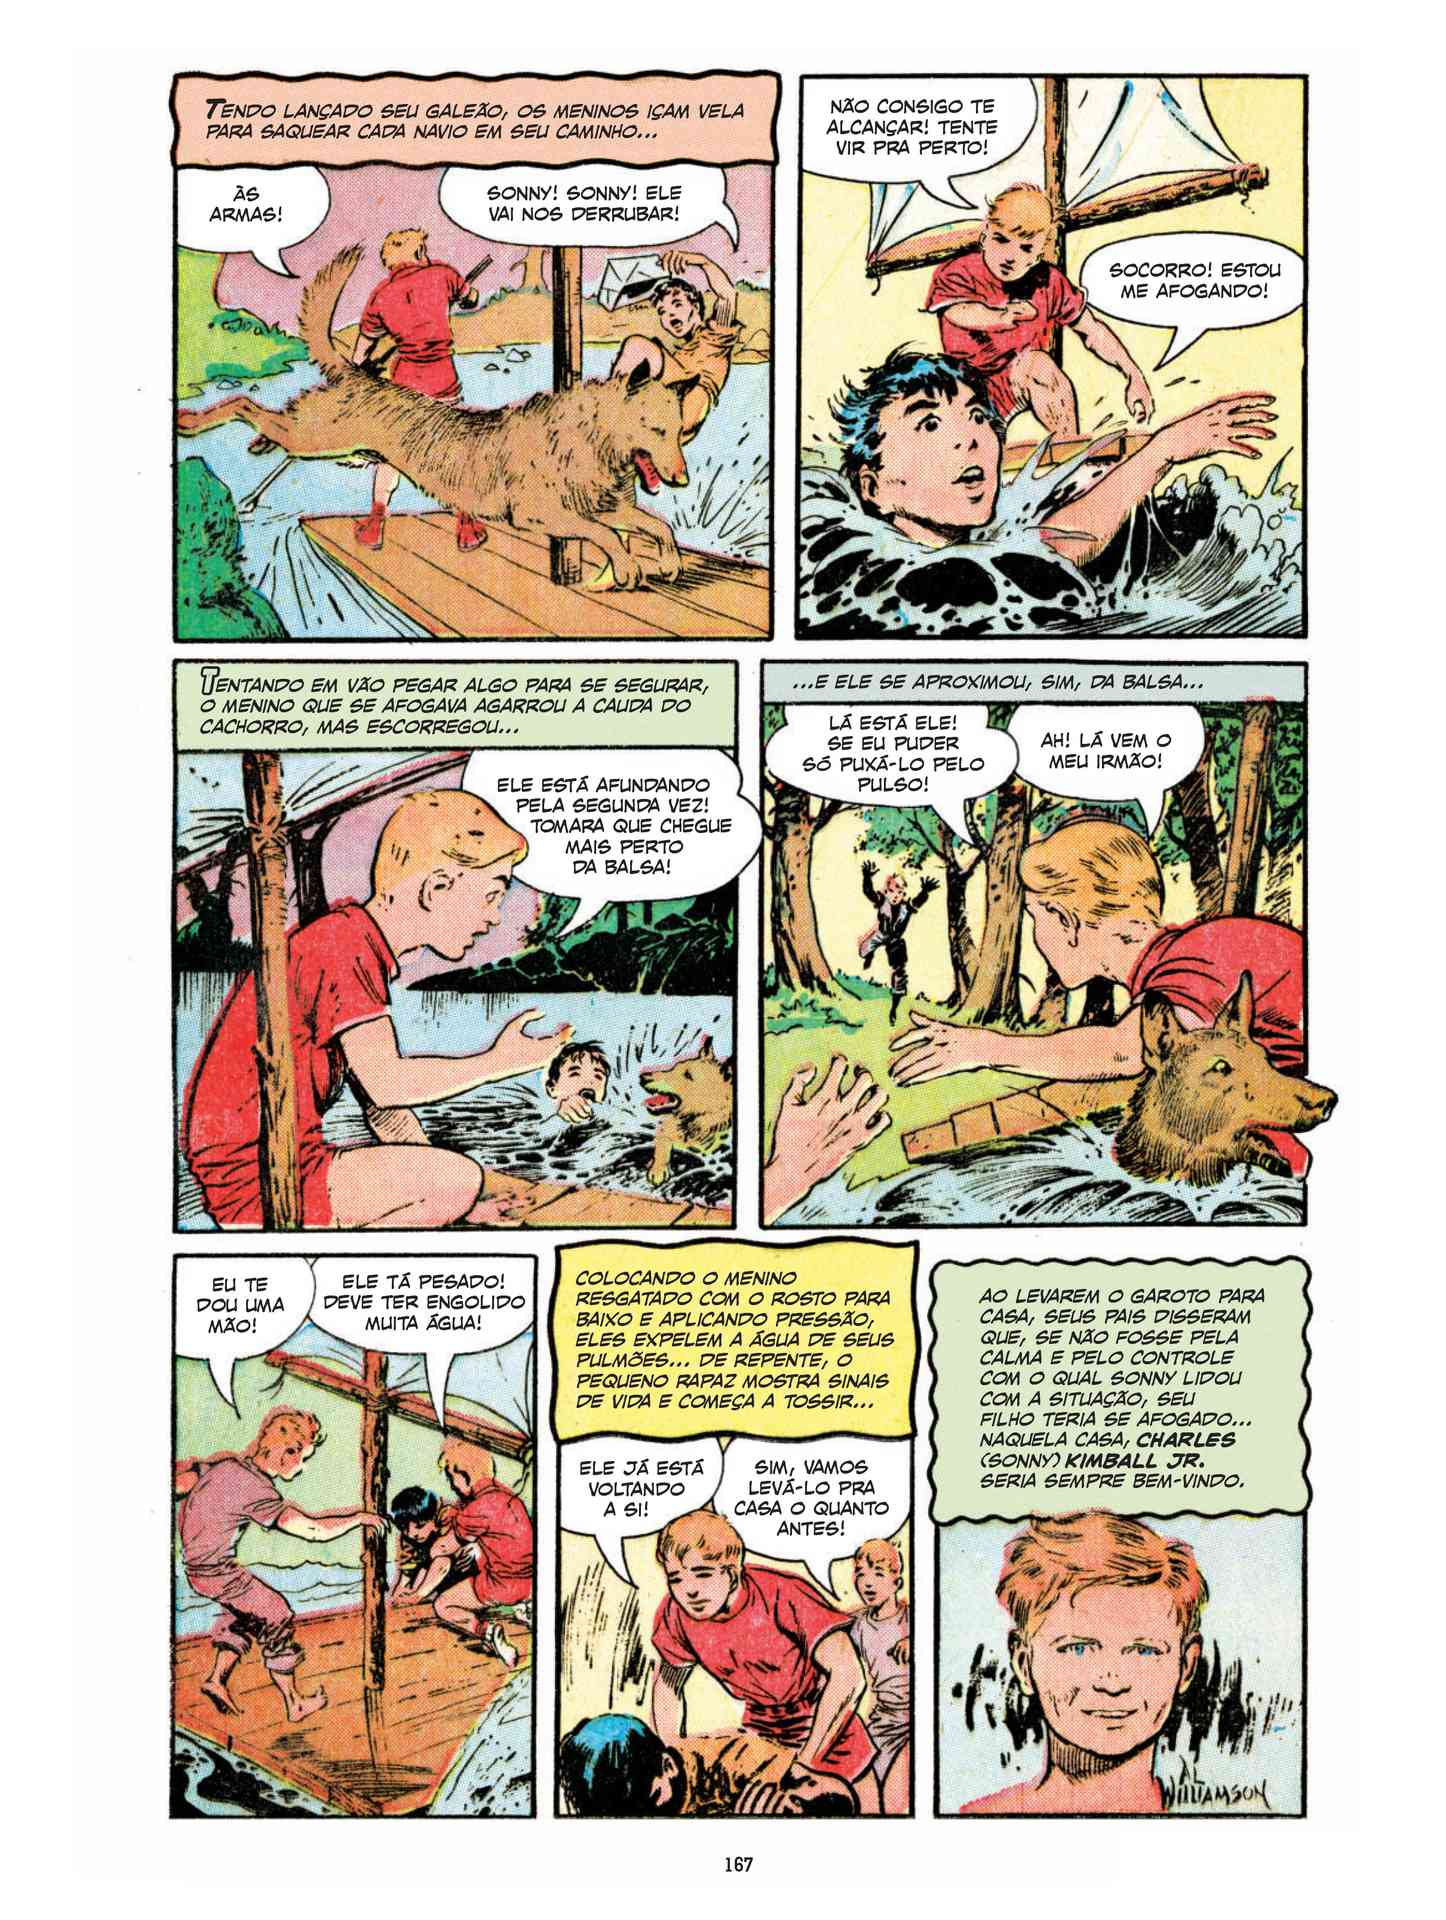 TENDO LANÇADO SEU GALEÃO, OS MENINOS IÇAM VELA
PARA SAQUEAR CADA NAVIO EM SEU CAMINHO...
ÀS
ARMAS!
SONNY! SONNY! ELE
VAI NOS DERRUBAR!
NÃO CONSIGO TE
ALCANÇAR! TENTE
VIR PRA PERTO!
SOCORRO! ESTOU
ME AFOGANDO!
TENTANDO EM VÃO PEGAR ALGO PARA SE SEGURAR,
O MENINO QUE SE AFOGAVA AGARROU A CAUDA DO
CACHORRO, MAS ESCORREGOU...
ELE ESTÁ AFUNDANDO
PELA SEGUNDA VEZ!
TOMARA QUE CHEGUE
MAIS PERTO
DA BALSA!
...E ELE SE APROXIMOU, SIM, DA BALSA...
LÁ ESTÁ ELE!
SE EU PUDER
SÓ PUXÁ-LO PELO
PULSO!
AH! LÁ VEM O
MEU IRMÃO!
EU TE
DOU UMA
MÃO!
ELE TÁ PESADO!
DEVE TER ENGOLIDO
MUITA ÁGUA!
COLOCANDO O MENINO
RESGATADO COM O ROSTO PARA
BAIXO E APLICANDO PRESSÃO,
ELES EXPELEM A ÁGUA DE SEUS
PULMÕES... DE REPENTE, O
PEQUENO RAPAZ MOSTRA SINAIS
DE VIDA E COMEÇA A TOSSIR...
ELE JÁ ESTÁ
VOLTANDO
A SI!
SIM, VAMOS
LEVÁ-LO PRA
CASA O QUANTO
ANTES!
AO LEVAREM O GAROTO PARA
CASA, SEUS PAIS DISSERAM
QUE, SE NÃO FOSSE PELA
CALMA E PELO CONTROLE
COM O QUAL SONNY LIDOU
COM A SITUAÇÃO, SEU
FILHO TERIA SE AFOGADO...
NAQUELA CASA, CHARLES
(SONNY) KIMBALL JR.
SERIA SEMPRE BEM-VINDO.
AL
WILLIAMSON
167